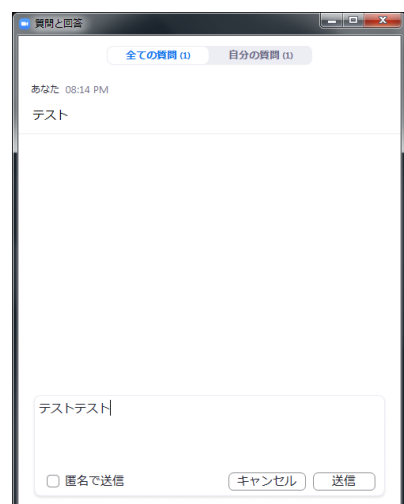 質問と回答
全ての質問 (1) 自分の質問 (1)
あなた 08:14 PM
テスト
テストテスト
匿名で送信 キャンセル 送信